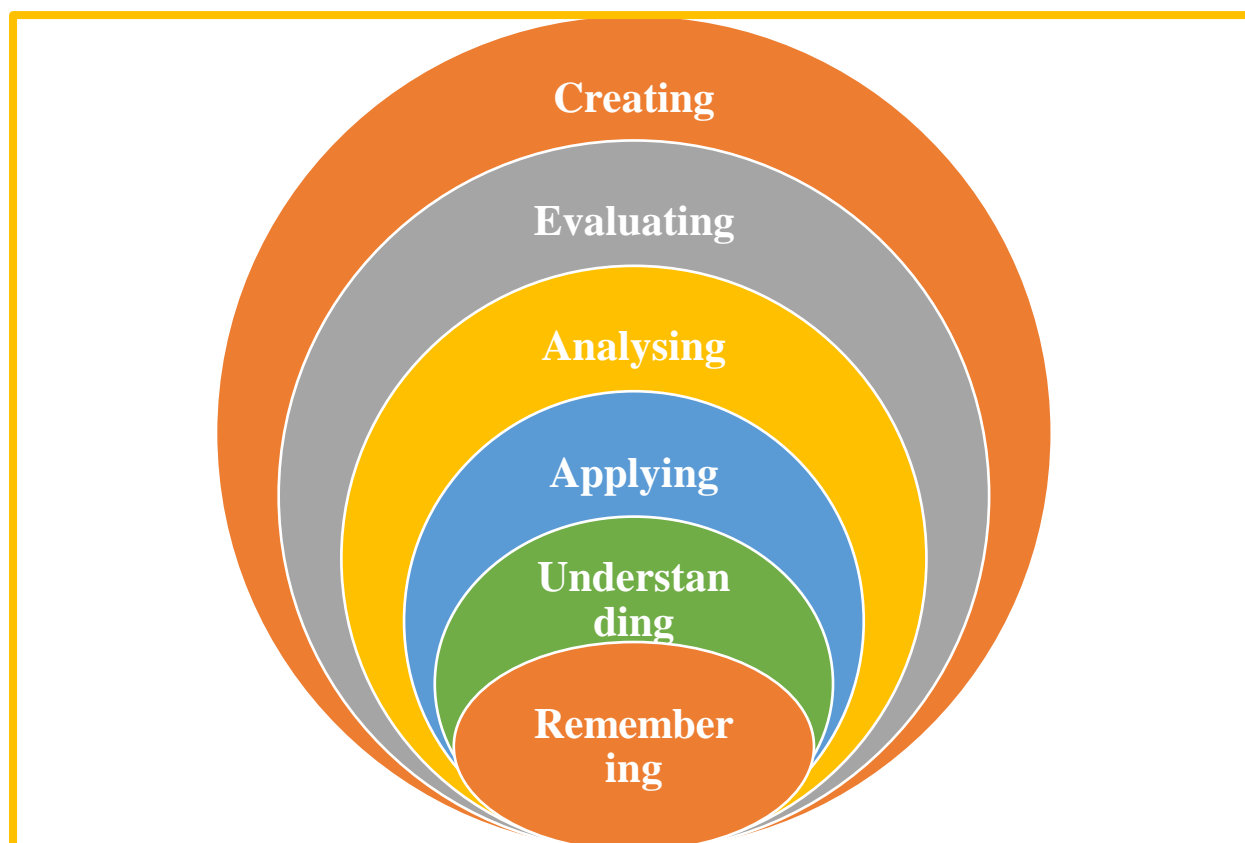 Creating
Evaluating
Analysing
Applying
Understan
ding
Remember
ing